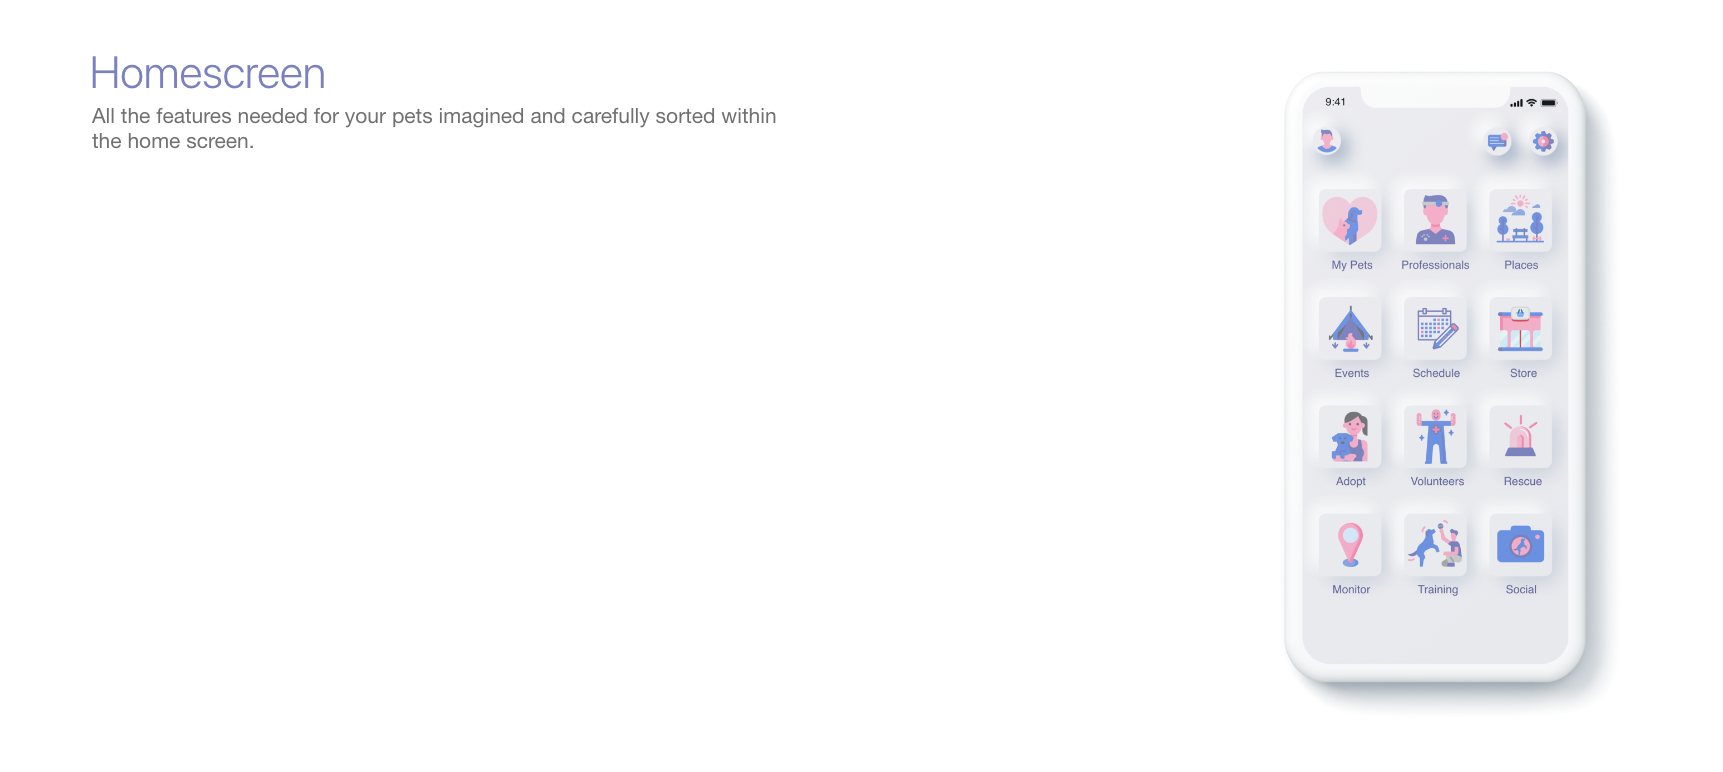 Homescreen
All the features needed for your pets imagined and carefully sorted within
the home screen.
9:41
My Pets Professionals Places
Events Schedule Store
Adopt Volunteers Rescue
Monitor Training Social